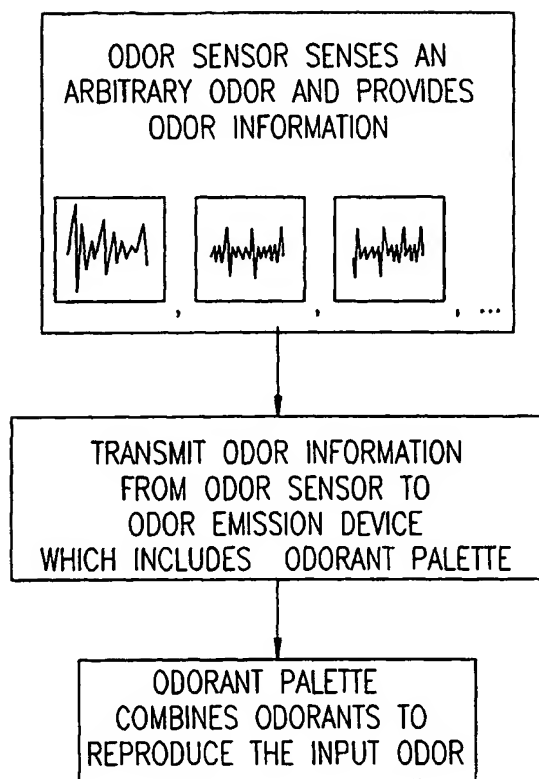 ODOR SENSOR SENSES AN
ARBITRARY ODOR AND PROVIDES
ODOR INFORMATION
, , , ...
TRANSMIT ODOR INFORMATION
FROM ODOR SENSOR TO
ODOR EMISSION DEVICE
WHICH INCLUDES ODORANT PALETTE
ODORANT PALETTE
COMBINES ODORANTS TO
REPRODUCE THE INPUT ODOR